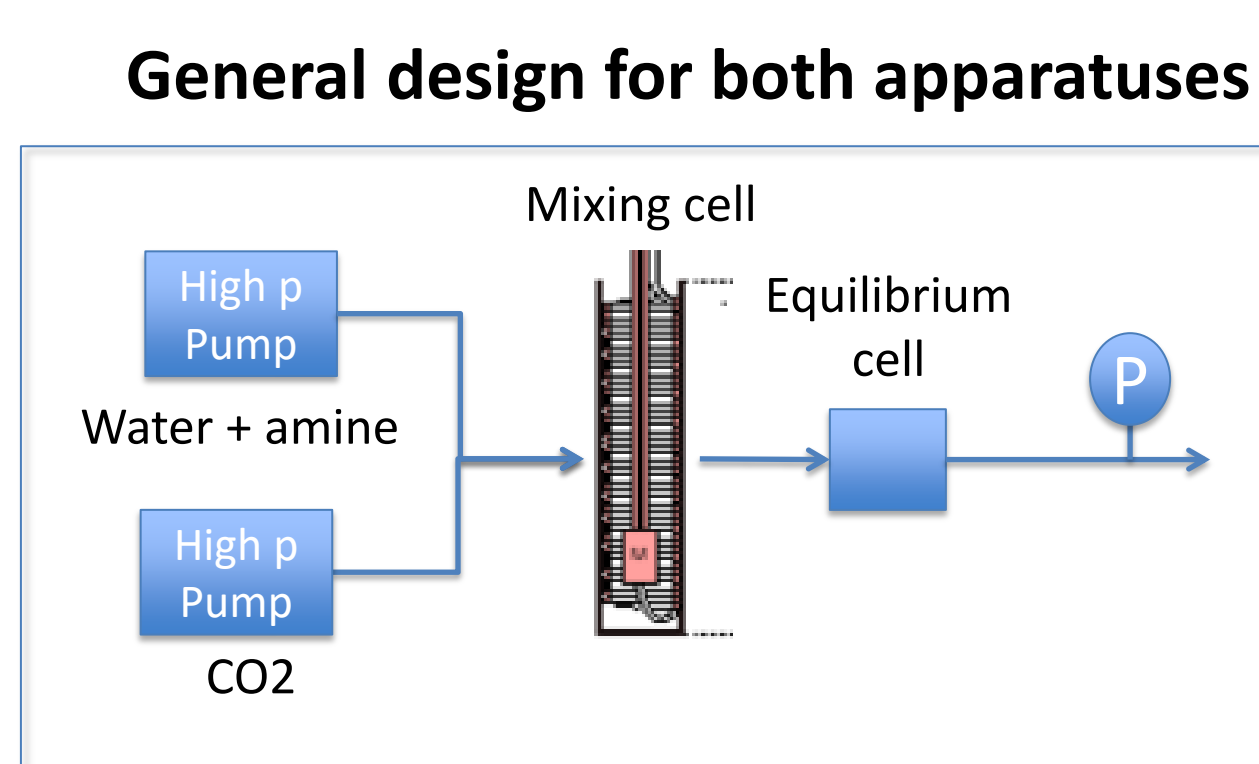 General design for both apparatuses
Mixing cell
High p
Pump
Equilibrium
cell
P
Water + amine
High p
Pump
M
CO2